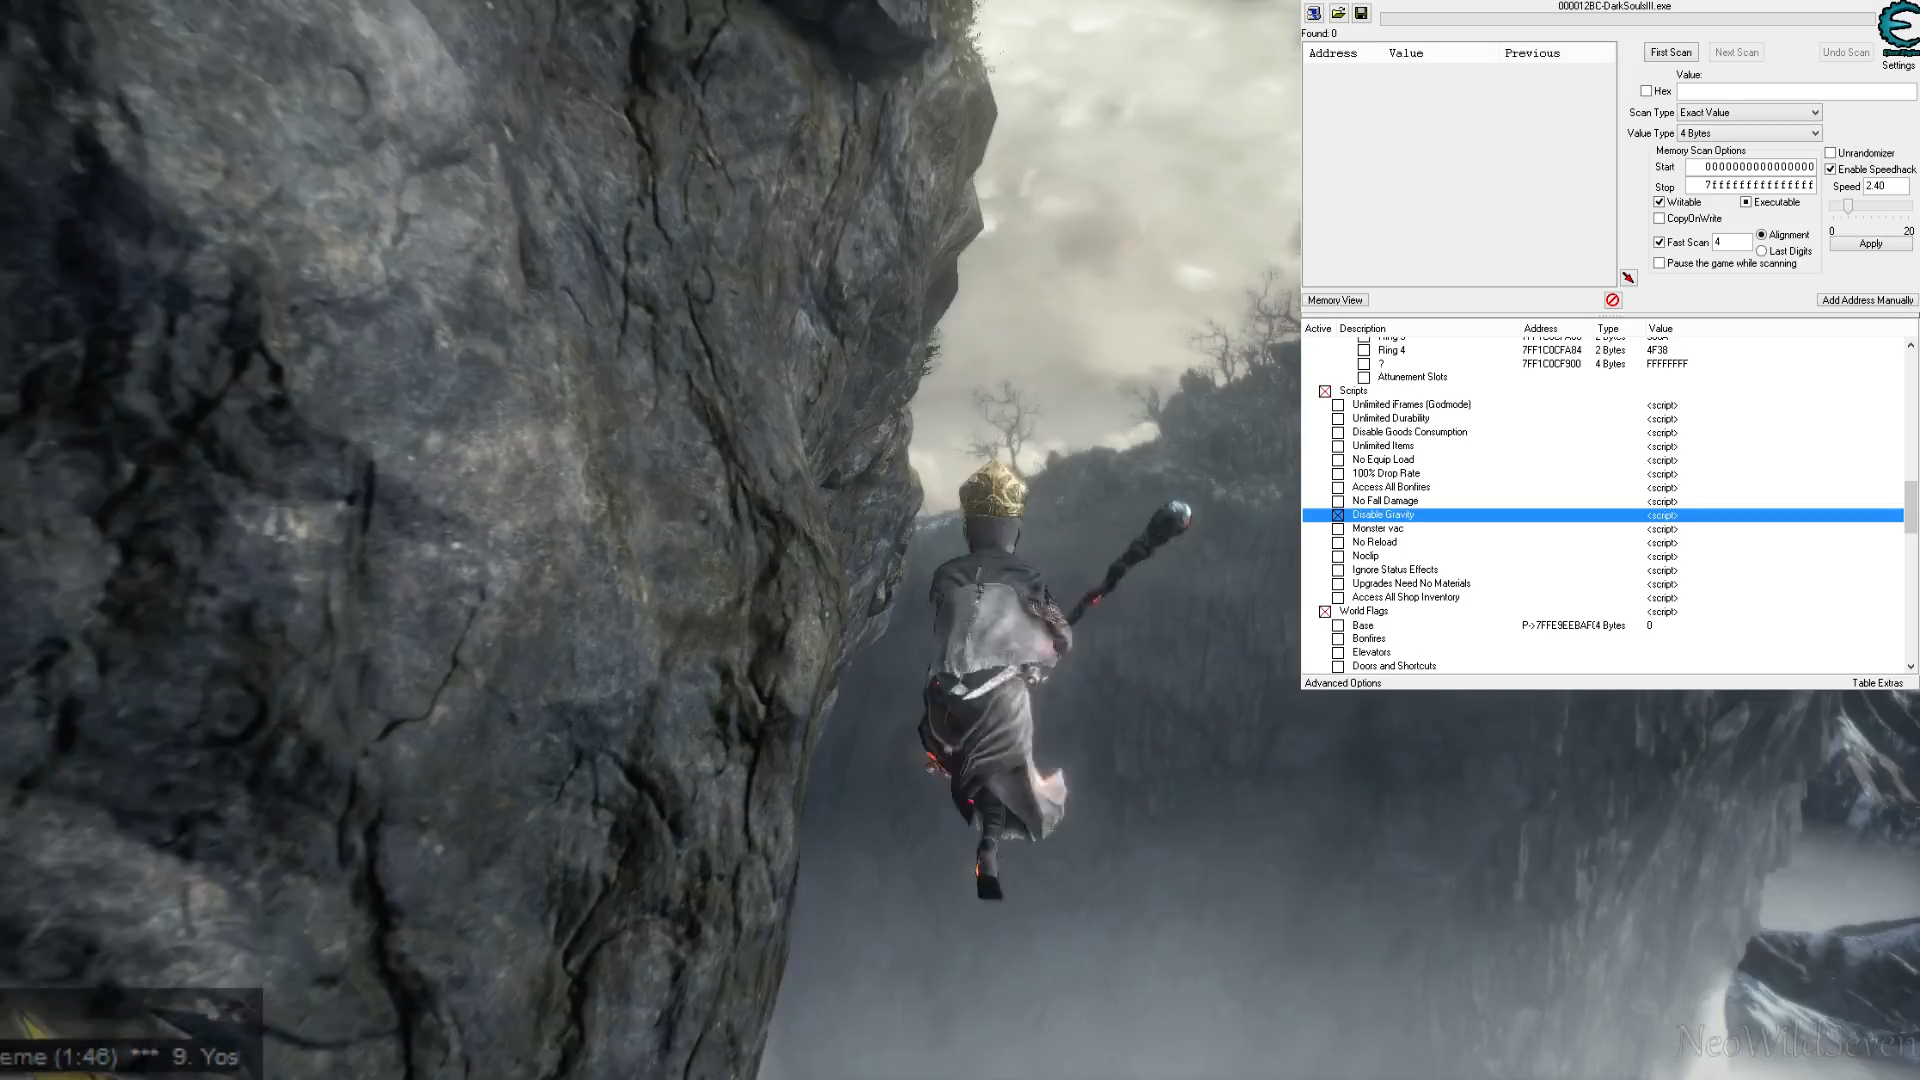 000012BC-DarkSoulsIII.exe
Found: 0
Address Value Previous
First Scan Next Scan Undo Scan
Settings
Value:
Hex
Scan Type Exact Value
Value Type 4 Bytes
Memory Scan Options
Unrandomizer
Start 0000000000000000
Enable Speedhack
Stop 7fffffffffffffff
Speed 2.40
Writable Executable
CopyOnWrite
0 20
Fast Scan 4 Alignment
Apply
Last Digits
Pause the game while scanning
Memory View Add Address Manually
Active Description Address Type Value
Ring 4 7FF1C0CFA84 2 Bytes 4F38
? 7FF1C0CF900 4 Bytes FFFFFFFF
Attunement Slots
Scripts
Unlimited iFrames (Godmode) <script>
Unlimited Durability <script>
Disable Goods Consumption <script>
Unlimited Items <script>
No Equip Load <script>
100% Drop Rate <script>
Access All Bonfires <script>
No Fall Damage <script>
Disable Gravity <script>
Monster vac <script>
No Reload <script>
Noclip <script>
Ignore Status Effects <script>
Upgrades Need No Materials <script>
Access All Shop Inventory <script>
World Flags <script>
Base P->7FFE9EEBAF( 4 Bytes 0
Bonfires
Elevators
Doors and Shortcuts
Advanced Options Table Extras
NeoWildSeven
eme (1:46) *** 9. Yos